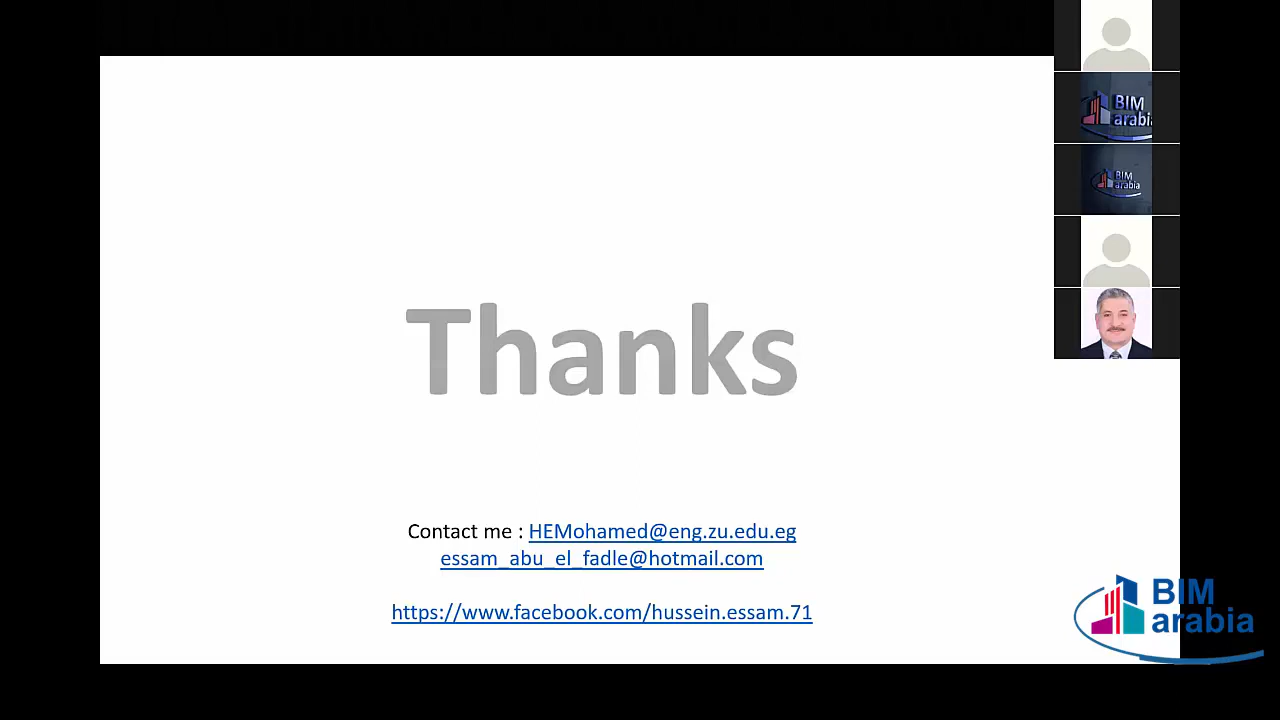 BIM
arabia
BIM
arabia
Thanks
Contact me : HEMohamed@eng.zu.edu.eg
essam_abu_el_fadle@hotmail.com
https://www.facebook.com/hussein.essam.71
BIM
arabia